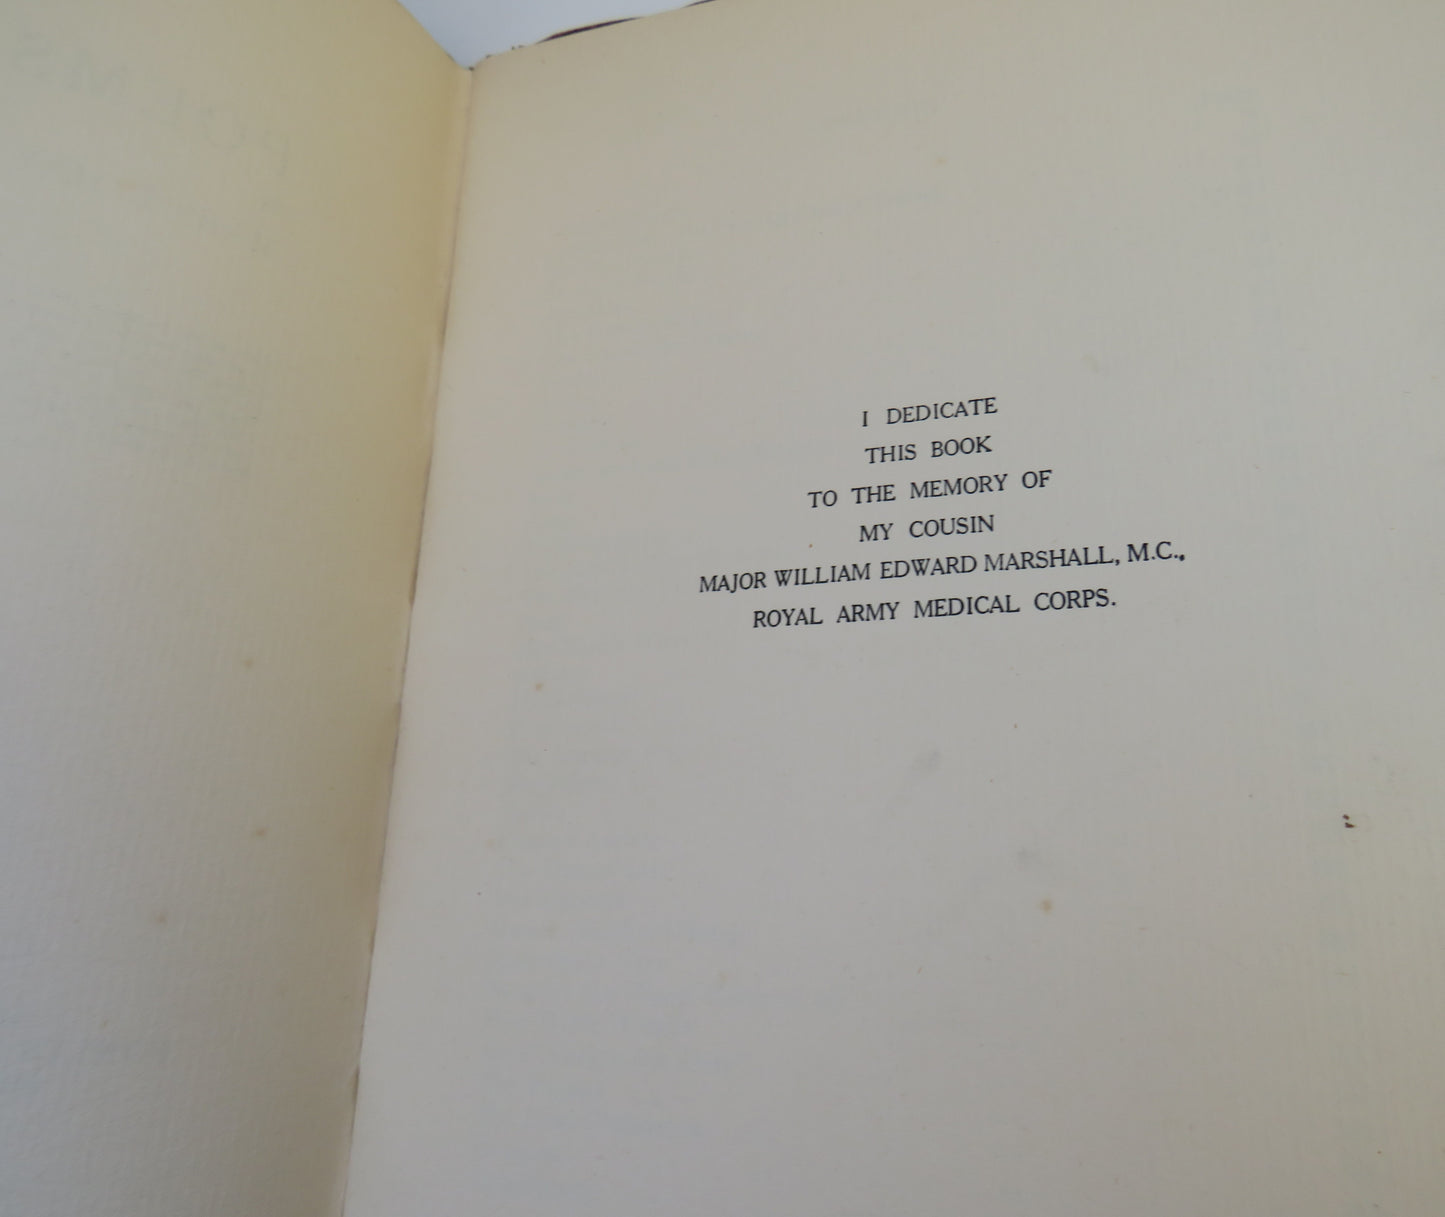 I DEDICATE
THIS BOOK
TO THE MEMORY OF
MY COUSIN
MAJOR WILLIAM EDWARD MARSHALL, M.C.,
ROYAL ARMY MEDICAL CORPS.